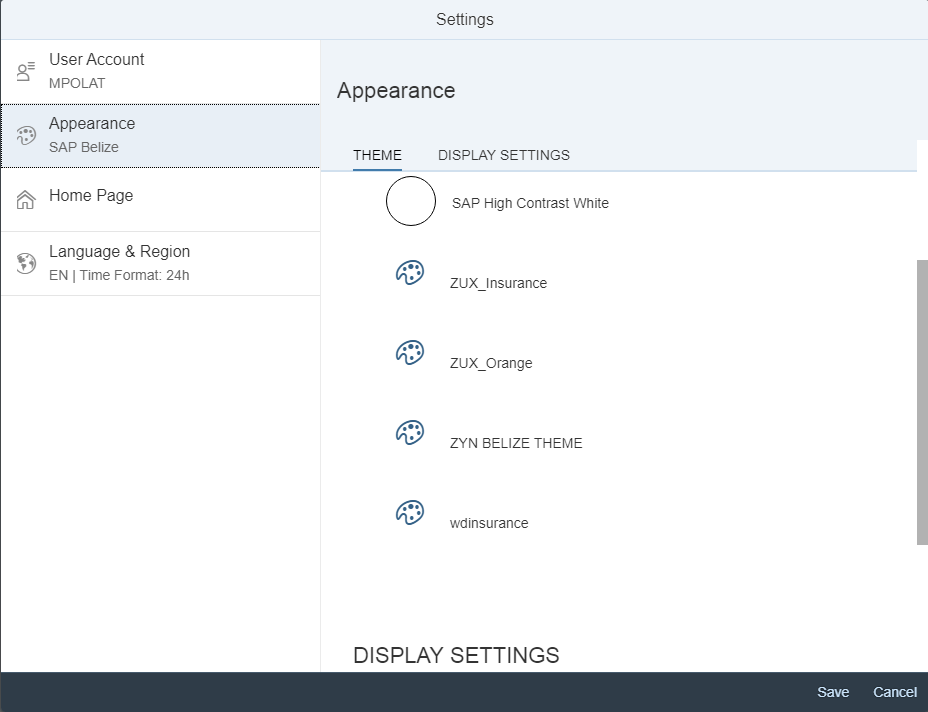 Settings
User Account
MPOLAT
Appearance
SAP Belize
Home Page
Language & Region
EN | Time Format: 24h
Appearance
THEME
DISPLAY SETTINGS
SAP High Contrast White
ZUX_Insurance
ZUX_Orange
ZYN BELIZE THEME
wdinsurance
DISPLAY SETTINGS
Save
Cancel